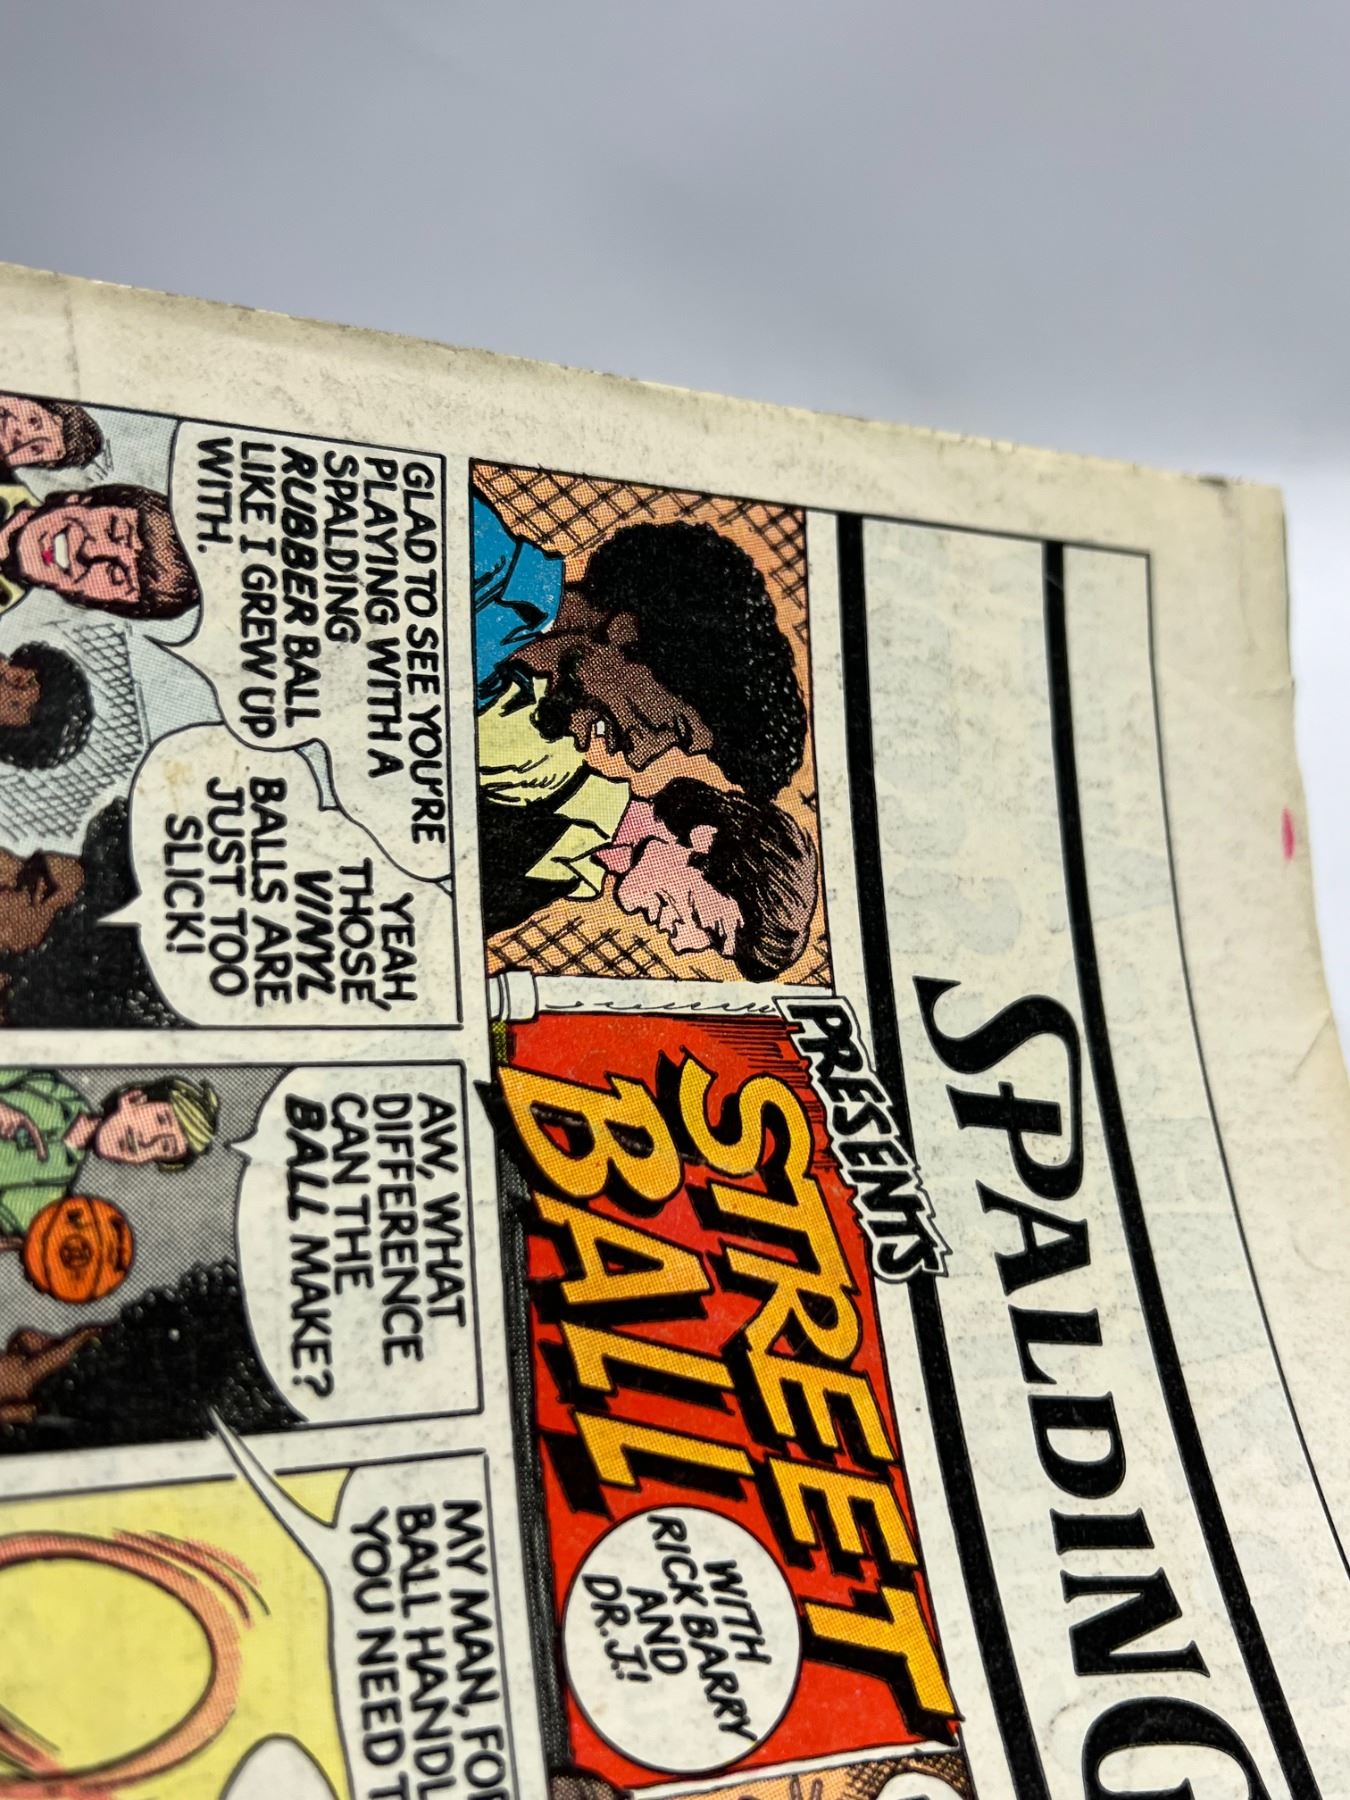 SPALDING
PRESENTS
STREET
BALL
WITH
RICK BARRY
AND
DR. J.!
GLAD TO SEE YOU'RE
PLAYING WITH A
SPALDING
RUBBER BALL
LIKE I GREW UP
WITH.
YEAH,
THOSE
VINYL
BALLS ARE
JUST TOO
SLICK!
AW, WHAT
DIFFERENCE
CAN THE
BALL MAKE?
MY MAN, FOR
BALL HANDL
YOU NEED T